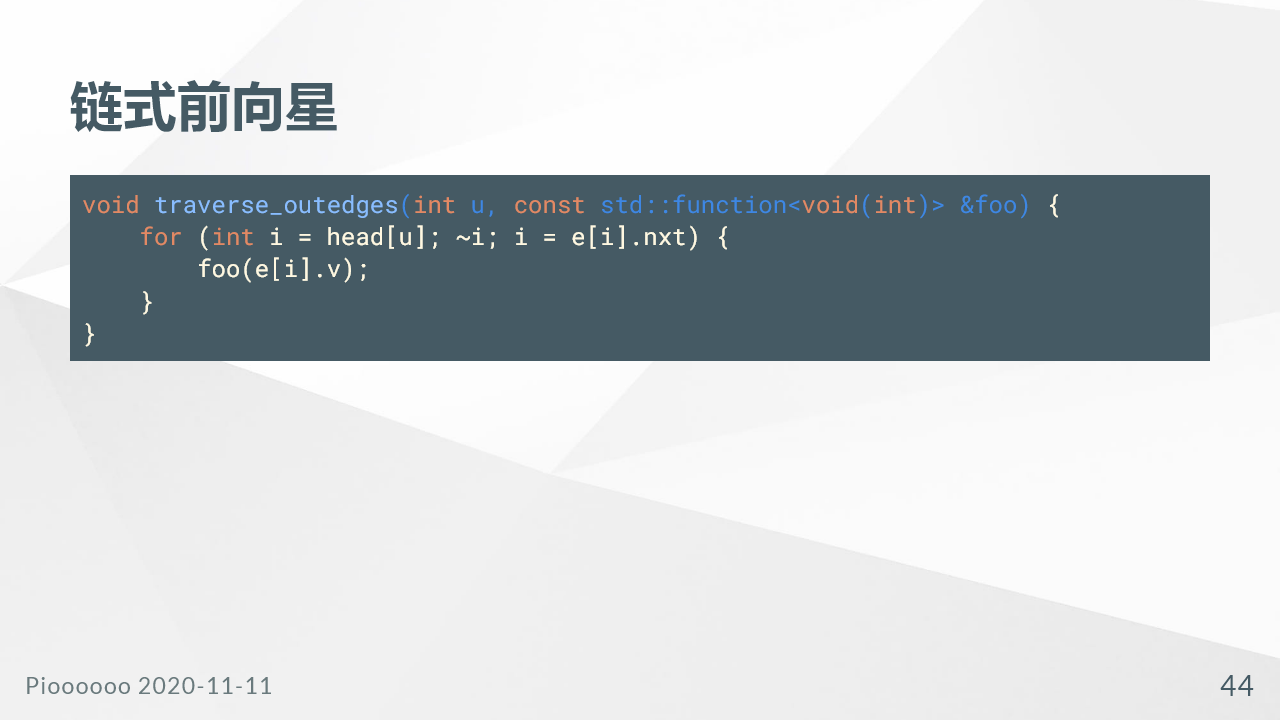 链式前向星
void traverse_outedges(int u, const std::function<void(int)> &foo) {
    for (int i = head[u]; ~i; i = e[i].nxt) {
        foo(e[i].v);
    }
}
Pioooooo 2020-11-11
44